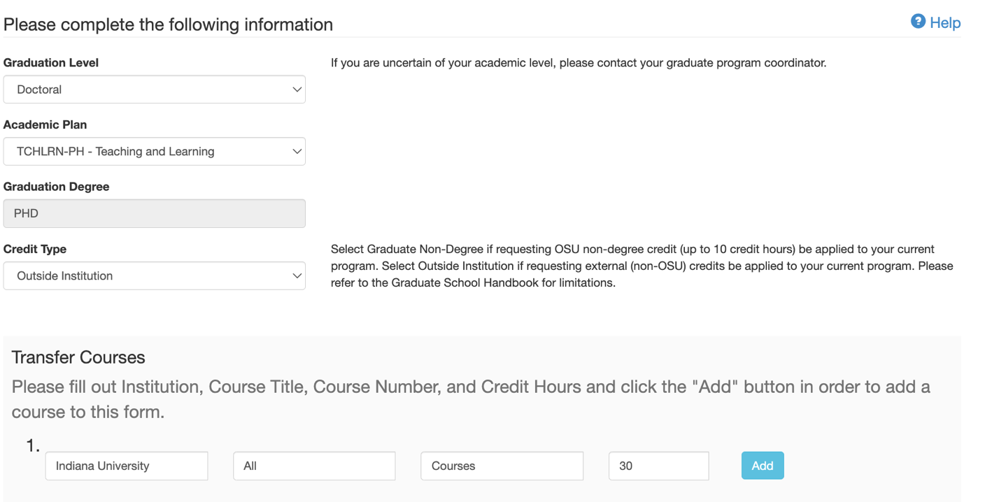 Please complete the following information
Help
Graduation Level
If you are uncertain of your academic level, please contact your graduate program coordinator.
Doctoral
Academic Plan
TCHLRN-PH - Teaching and Learning
Graduation Degree
PHD
Credit Type
Select Graduate Non-Degree if requesting OSU non-degree credit (up to 10 credit hours) be applied to your current
program. Select Outside Institution if requesting external (non-OSU) credits be applied to your current program. Please
refer to the Graduate School Handbook for limitations.
Outside Institution
Transfer Courses
Please fill out Institution, Course Title, Course Number, and Credit Hours and click the "Add" button in order to add a
course to this form.
1.
Indiana University All Courses 30 Add